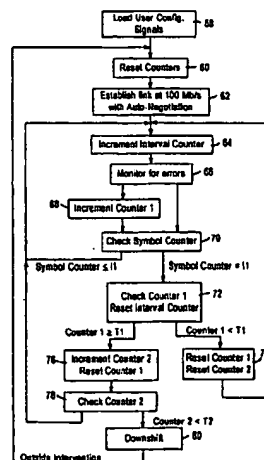 Load User Config. Signals
58
Reset Counters
60
Establish link at 100 Mb/s with Auto-Negotiation
62
Increment Interval Counter
64
Monitor for errors
66
68
Increment Counter 1
Check Symbol Counter
70
Symbol Counter ≤ I1
Symbol Counter = I1
Check Counter 1
Reset Interval Counter
72
Counter 1 ≥ T1
Counter 1 < T1
76
Increment Counter 2
Reset Counter 1
Reset Counter 1
Reset Counter 2
78
Check Counter 2
Counter 2 < T2
Downshift
80
Outside Intervention